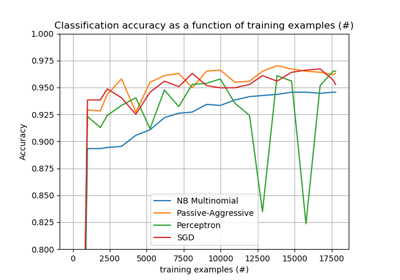 Classification accuracy as a function of training examples (#)
1.000
0.975
0.950
0.925
0.900
0.875
0.850
0.825
0.800
Accuracy
NB Multinomial
Passive-Aggressive
Perceptron
SGD
0 2500 5000 7500 10000 12500 15000 17500
training examples (#)